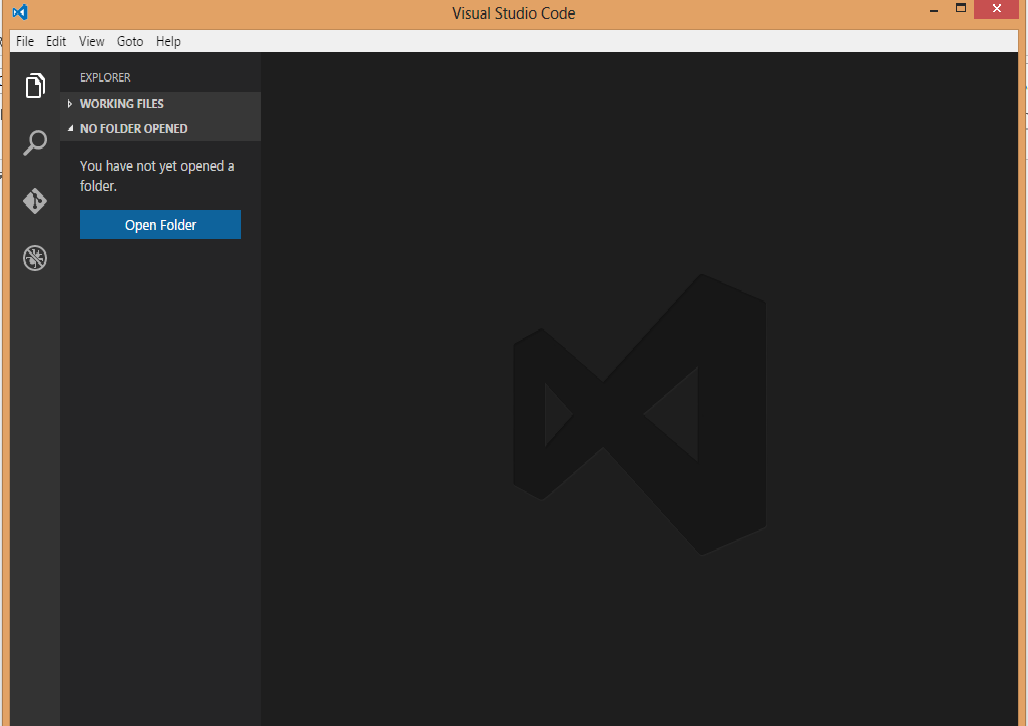 Visual Studio Code
File Edit View Goto Help
EXPLORER
WORKING FILES
NO FOLDER OPENED
You have not yet opened a
folder.
Open Folder